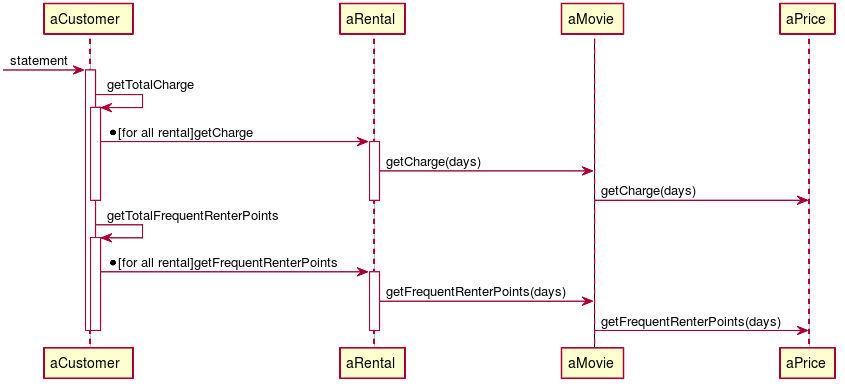 aCustomer
aRental
aMovie
aPrice
statement
getTotalCharge
•[for all rental]getCharge
getCharge(days)
getCharge(days)
getTotalFrequentRenterPoints
•[for all rental]getFrequentRenterPoints
getFrequentRenterPoints(days)
getFrequentRenterPoints(days)
aCustomer
aRental
aMovie
aPrice